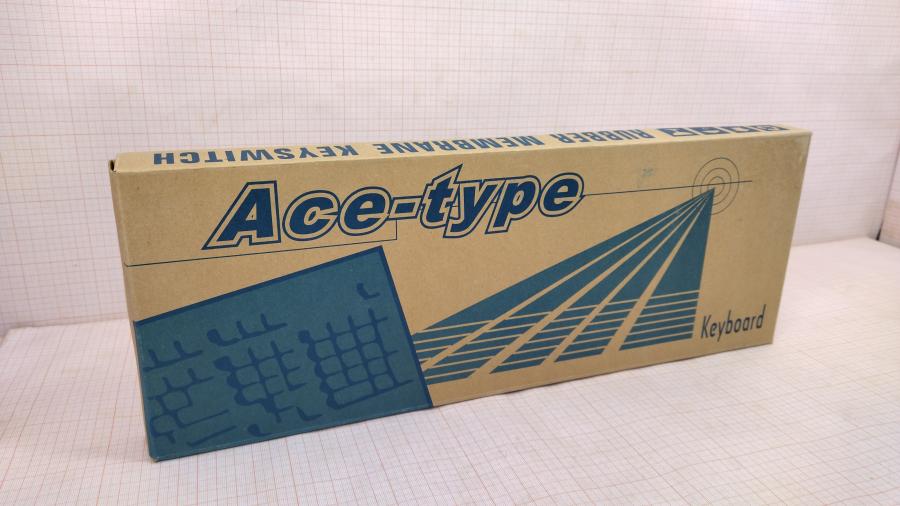 RUBBER MEMBRANE KEYSWITCH
Ace-type
Keyboard